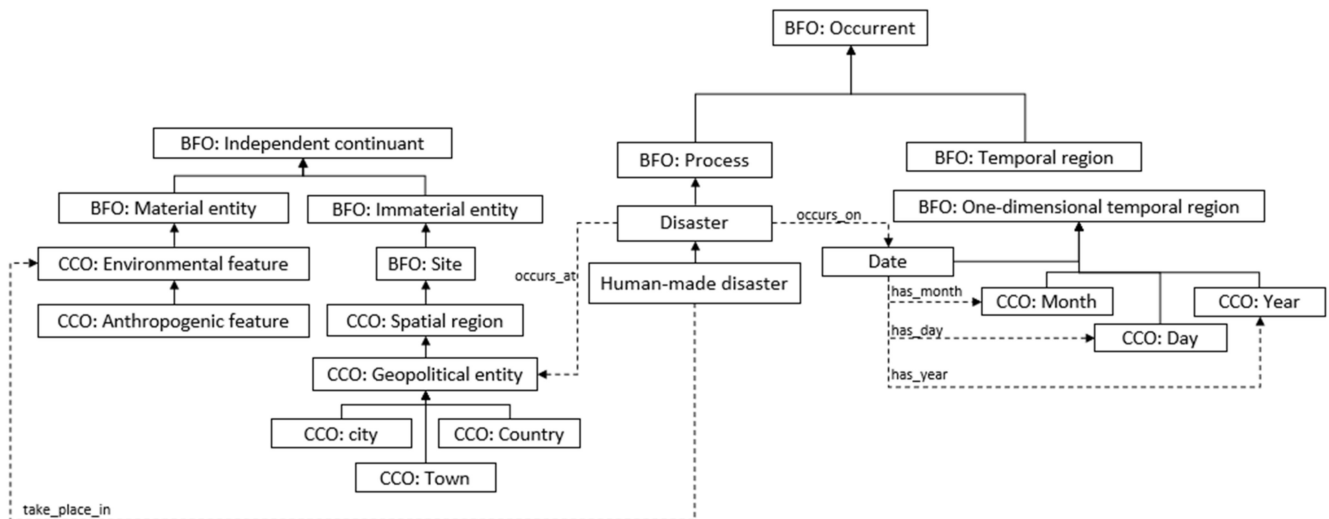 BFO: Occurrent
BFO: Independent continuant
BFO: Process
BFO: Temporal region
BFO: Material entity
BFO: Immaterial entity
Disaster
occurs_on
BFO: One-dimensional temporal region
CCO: Environmental feature
BFO: Site
occurs_at
Human-made disaster
Date
has_month
CCO: Month
CCO: Year
CCO: Anthropogenic feature
CCO: Spatial region
has_day
CCO: Day
CCO: Geopolitical entity
has_year
CCO: city
CCO: Country
CCO: Town
take_place_in